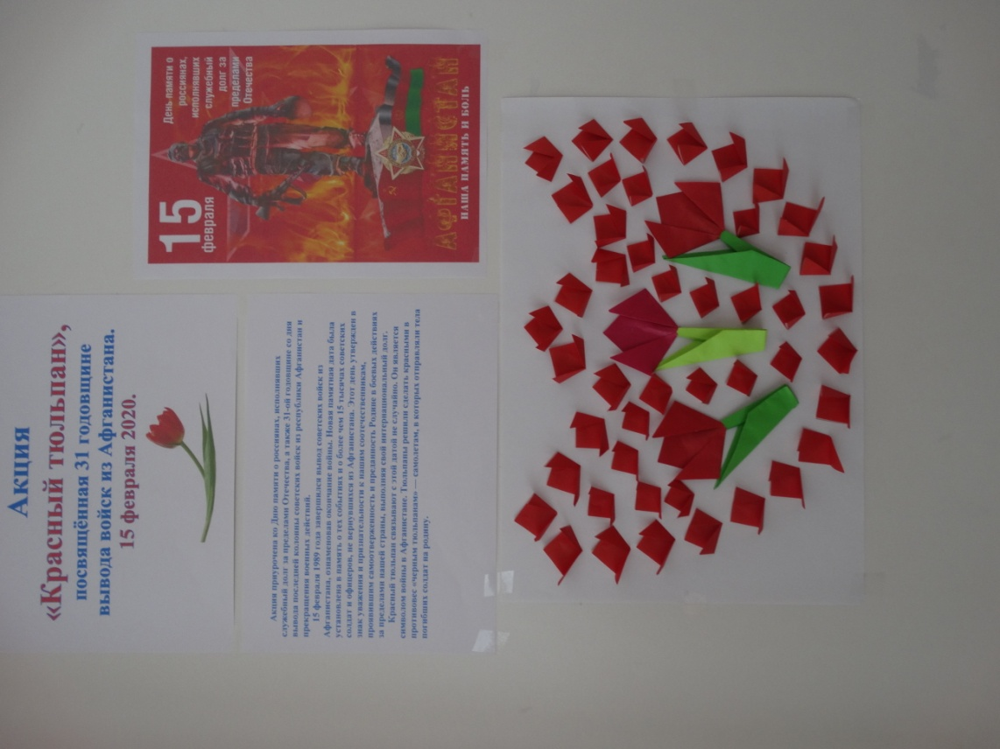 Акция
«Красный тюльпан»,
посвящённая 31 годовщине
вывода войск из Афганистана.
15 февраля 2020.
Акция приурочена ко Дню памяти о россиянах, исполнявших
служебный долг за пределами Отечества, а также 31-ой годовщине со дня
вывода последней колонны советских войск из республики Афганистан и
прекращения военных действий.
15 февраля 1989 года завершился вывод советских войск из
Афганистана, ознаменовав окончание войны. Новая памятная дата была
установлена в память о тех событиях и о более чем 15 тысячах советских
солдат и офицеров, не вернувшихся из Афганистана. Этот день утвержден в
знак уважения и признательности к нашим соотечественникам,
проявившим самоотверженность и преданность Родине в боевых действиях
за пределами нашей страны, выполняя свой интернациональный долг.
Красный тюльпан связывают с этой датой не случайно. Он является
символом войны в Афганистане. Тюльпаны решили сделать красными в
противовес «черным тюльпанам» — самолетам, в которых отправляли тела
погибших солдат на родину.
15
февраля
День памяти о
россиянах,
исполнявших
служебный
долг за
пределами
Отечества
АФГАНИСТАН
НАША ПАМЯТЬ И БОЛЬ